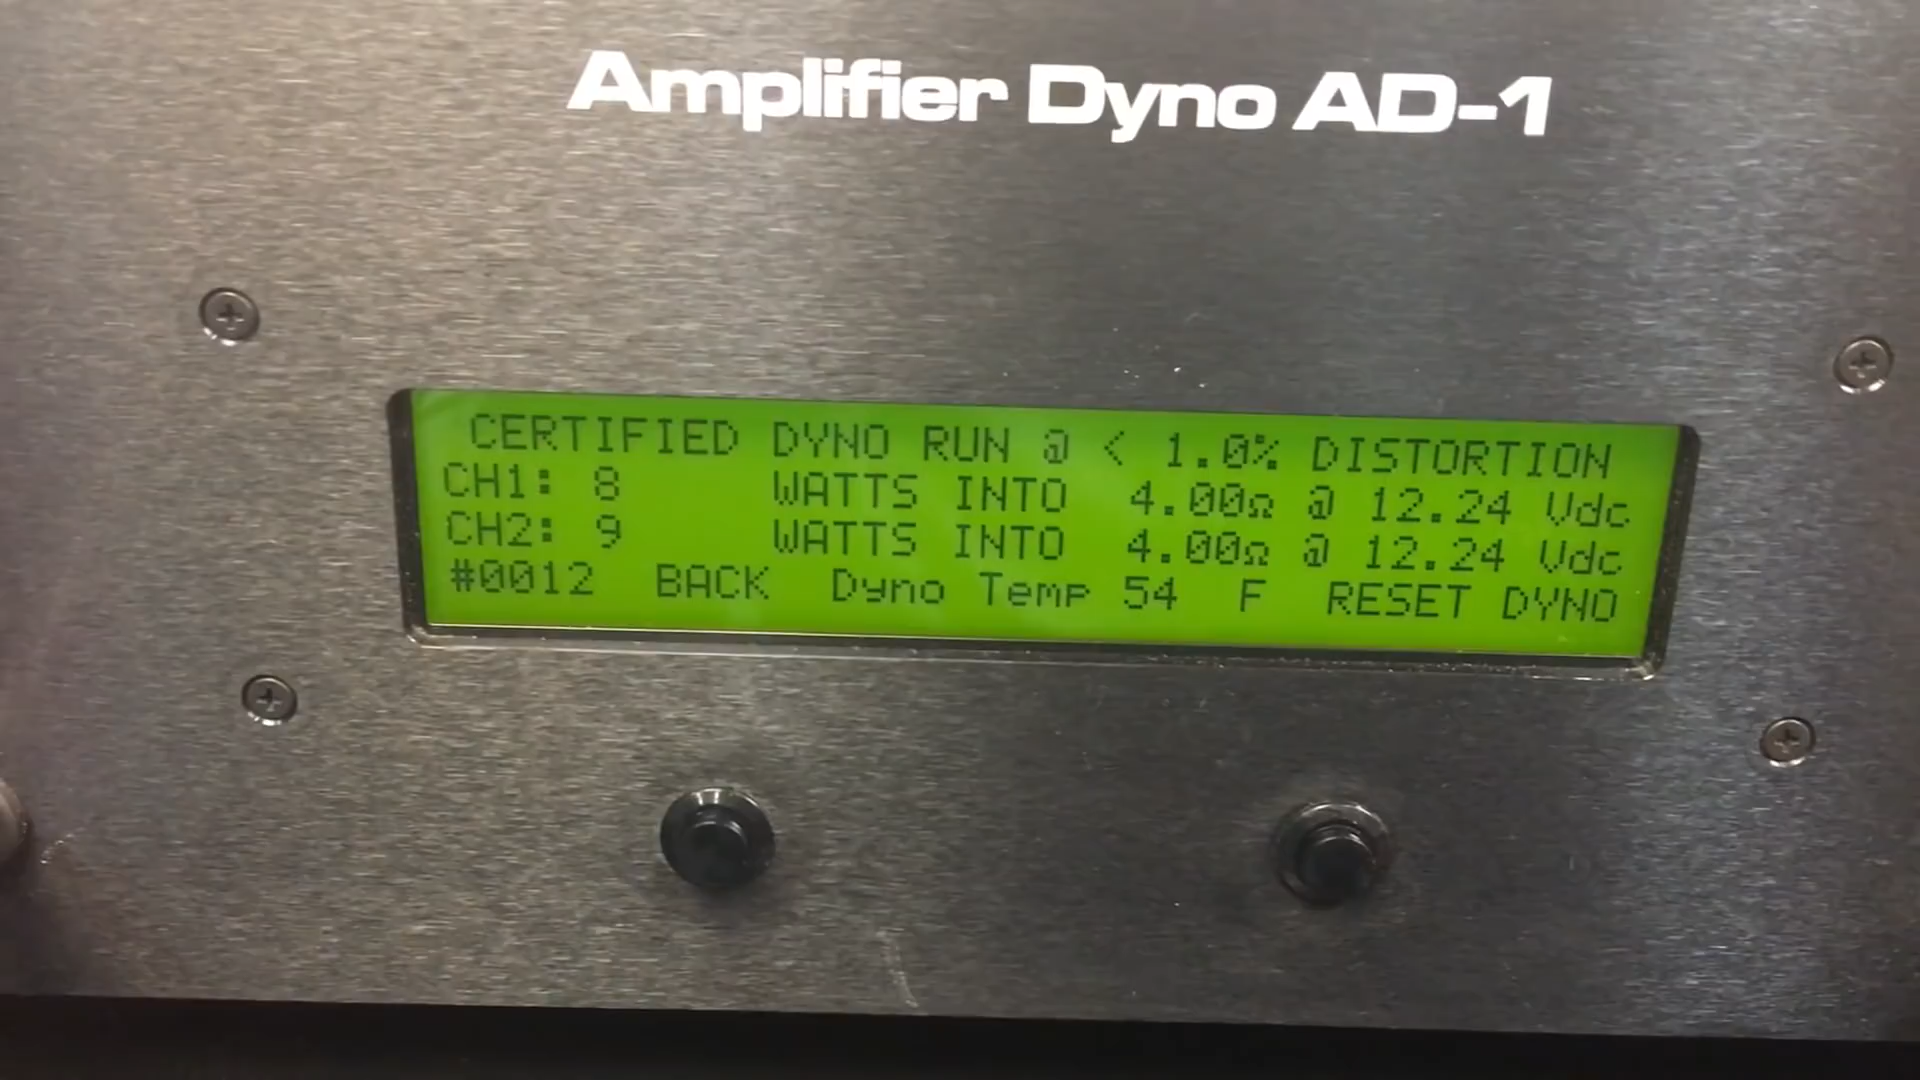 Amplifier Dyno AD-1
CERTIFIED DYNO RUN @ < 1.0% DISTORTION
CH1: 8 WATTS INTO 4.00Ω @ 12.24 Vdc
CH2: 9 WATTS INTO 4.00Ω @ 12.24 Vdc
#0012 BACK Dyno Temp 54 F RESET DYNO